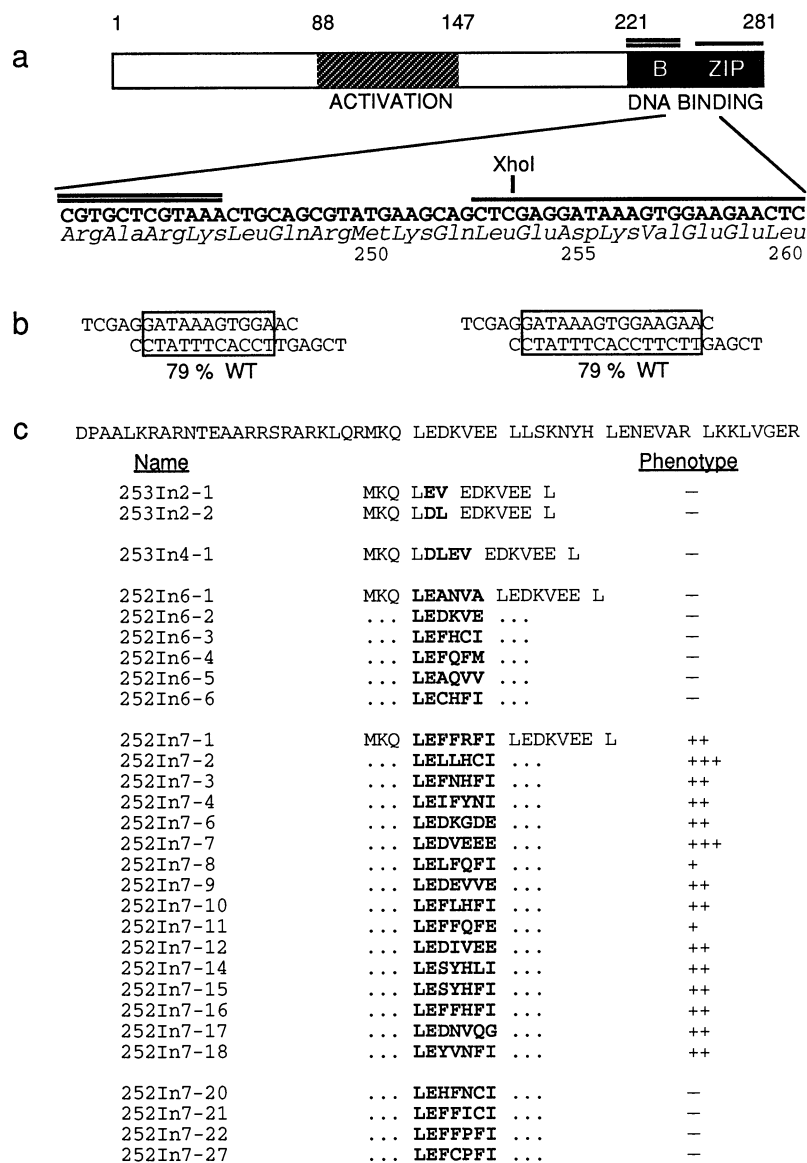 1 88 147 221 281
a
B ZIP
ACTIVATION DNA BINDING
XhoI
CGTGCTCGTAAACTGCAGCGTATGAAGCAGCTCGAGGATAAAGTGGAAGAACTC
ArgAlaArgLysLeuGlnArgMetLysGlnLeuGluAspLysValGluGluLeu
250 255 260
b
TCGAGGATAAAGTGGAAC TCGAGGATAAAGTGGAAGAAC
CCTATTTCACCTTGAGCT CCTATTTCACCTTCTTGAGCT
79 % WT 79 % WT
c DPAALKRARNTEAARRSRARKLQRMKQ LEDKVEE LLSKNYH LENEVAR LKKLVGER
Name Phenotype
253In2-1 MKQ LEV EDKVEE L −
253In2-2 MKQ LDL EDKVEE L −
253In4-1 MKQ LDLEV EDKVEE L −
252In6-1 MKQ LEANVA LEDKVEE L −
252In6-2 ... LEDKVE ... −
252In6-3 ... LEFHCI ... −
252In6-4 ... LEFQFM ... −
252In6-5 ... LEAQVV ... −
252In6-6 ... LECHFI ... −
252In7-1 MKQ LEFFRFI LEDKVEE L ++
252In7-2 ... LELLHCI ... +++
252In7-3 ... LEFNHFI ... ++
252In7-4 ... LEIFYNI ... ++
252In7-6 ... LEDKGDE ... ++
252In7-7 ... LEDVEEE ... +++
252In7-8 ... LELFQFI ... +
252In7-9 ... LEDEVVE ... ++
252In7-10 ... LEFLHFI ... ++
252In7-11 ... LEFFQFE ... +
252In7-12 ... LEDIVEE ... ++
252In7-14 ... LESYHLI ... ++
252In7-15 ... LESYHFI ... ++
252In7-16 ... LEFFHFI ... ++
252In7-17 ... LEDNVQG ... ++
252In7-18 ... LEYVNFI ... ++
252In7-20 ... LEHFNCI ... −
252In7-21 ... LEFFICI ... −
252In7-22 ... LEFFPFI ... −
252In7-27 ... LEFCPFI ... −